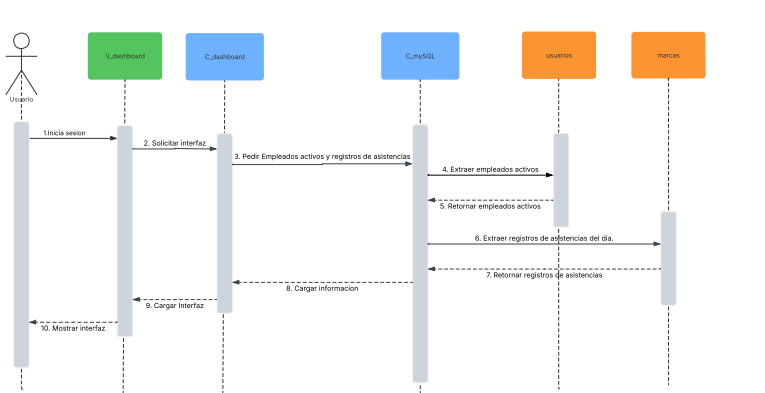 V_dashboard
C_dashboard
C_mySQL
usuarios
marcas
Usuario
1.Inicia sesion
2. Solicitar interfaz
3. Pedir Empleados activos y registros de asistencias
4. Extraer empleados activos
5. Retornar empleados activos
6. Extraer registros de asistencias del dia.
7. Retornar registros de asistencias
8. Cargar informacion
9. Cargar Interfaz
10. Mostrar interfaz